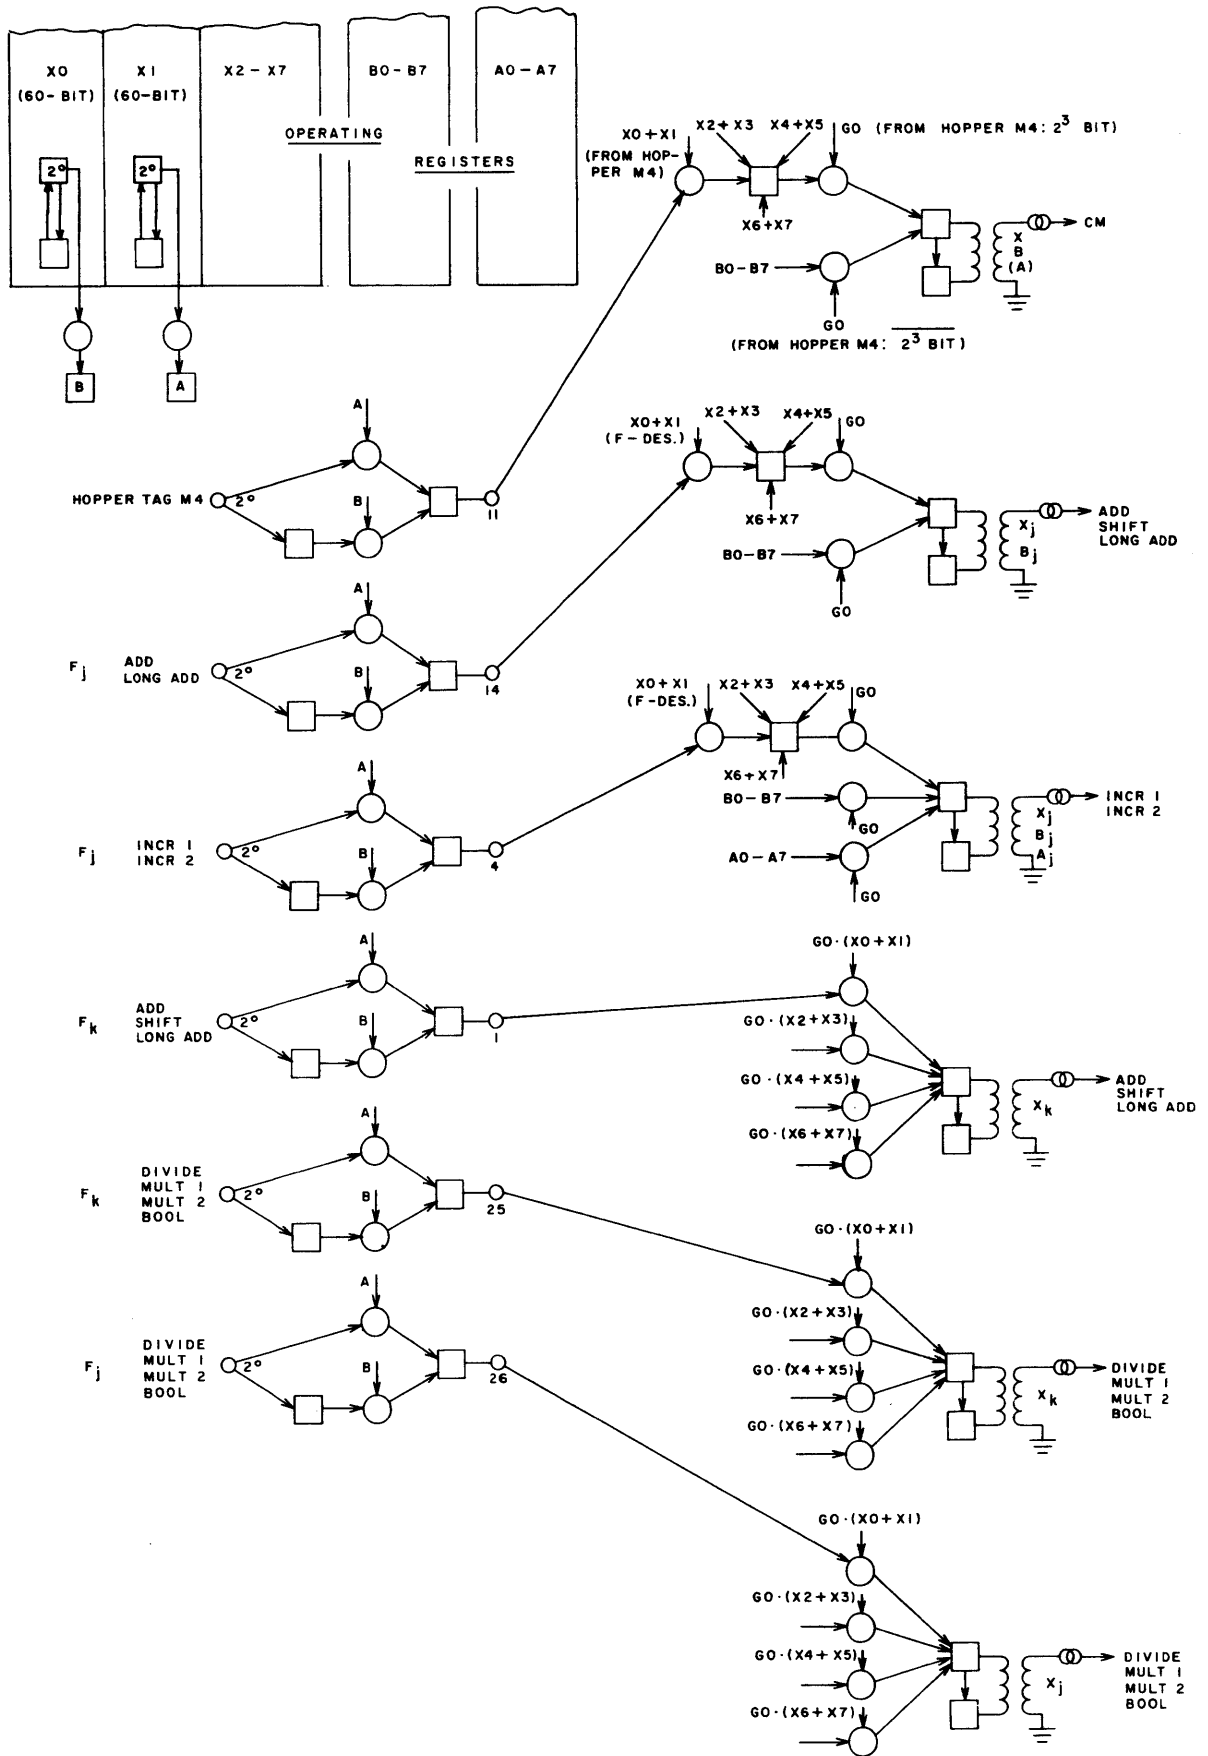 X0
(60-BIT)
2⁰
B
X1
(60-BIT)
2⁰
A
X2-X7
B0-B7
A0-A7
OPERATING
REGISTERS
X0+X1
(FROM HOP-
PER M4)
X2+X3
X4+X5
GO (FROM HOPPER M4: 2³ BIT)
X6+X7
B0-B7
GO
(FROM HOPPER M4: 2³ BIT)
X
B
(A)
CM
HOPPER TAG M4
2⁰
A
B
11
X0+X1
(F-DES.)
X2+X3
X4+X5
GO
X6+X7
B0-B7
GO
Xj
Bj
ADD
SHIFT
LONG ADD
Fj
ADD
LONG ADD
2⁰
A
B
14
X0+X1
(F-DES.)
X2+X3
X4+X5
GO
X6+X7
B0-B7
GO
A0-A7
GO
Xj
Bj
Aj
INCR 1
INCR 2
Fj
INCR 1
INCR 2
2⁰
A
B
4
Fk
ADD
SHIFT
LONG ADD
2⁰
A
B
1
GO·(X0+X1)
GO·(X2+X3)
GO·(X4+X5)
GO·(X6+X7)
Xk
ADD
SHIFT
LONG ADD
Fk
DIVIDE
MULT 1
MULT 2
BOOL
2⁰
A
B
25
GO·(X0+X1)
GO·(X2+X3)
GO·(X4+X5)
GO·(X6+X7)
Xk
DIVIDE
MULT 1
MULT 2
BOOL
Fj
DIVIDE
MULT 1
MULT 2
BOOL
2⁰
A
B
26
GO·(X0+X1)
GO·(X2+X3)
GO·(X4+X5)
GO·(X6+X7)
Xj
DIVIDE
MULT 1
MULT 2
BOOL